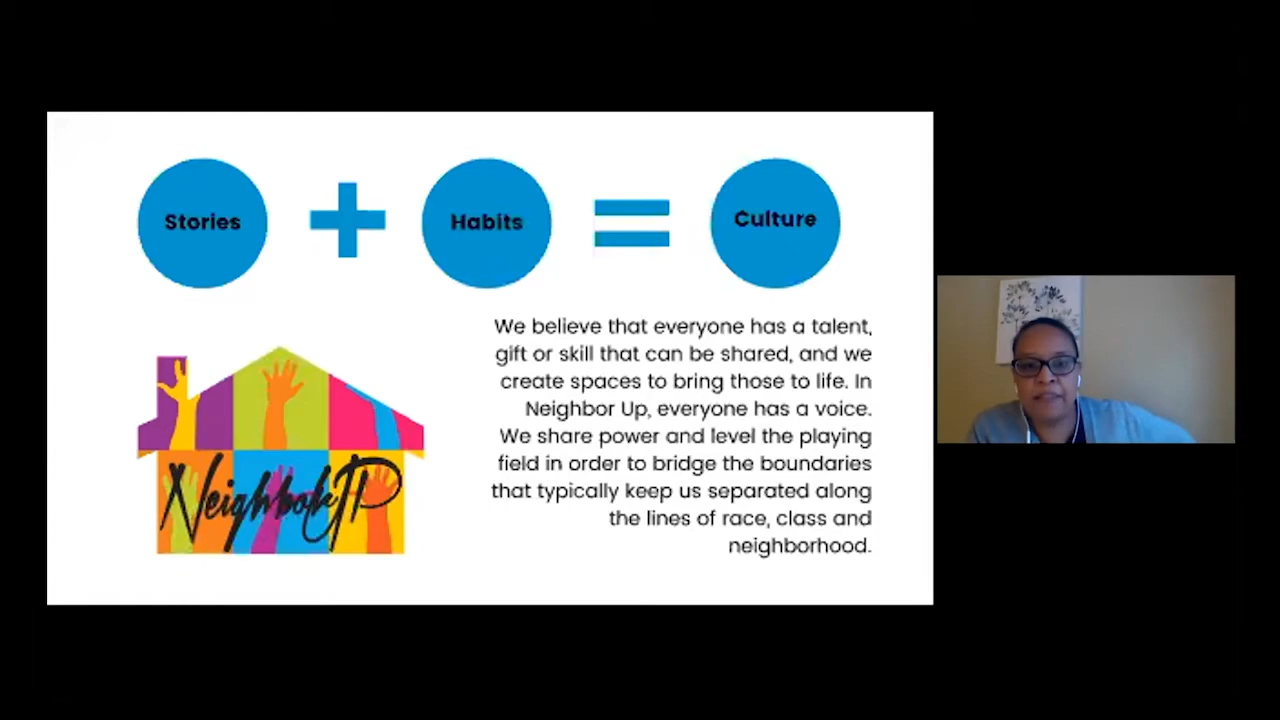 Stories + Habits = Culture
We believe that everyone has a talent,
gift or skill that can be shared, and we
create spaces to bring those to life. In
Neighbor Up, everyone has a voice.
We share power and level the playing
field in order to bridge the boundaries
that typically keep us separated along
the lines of race, class and
neighborhood.
NeighborUP